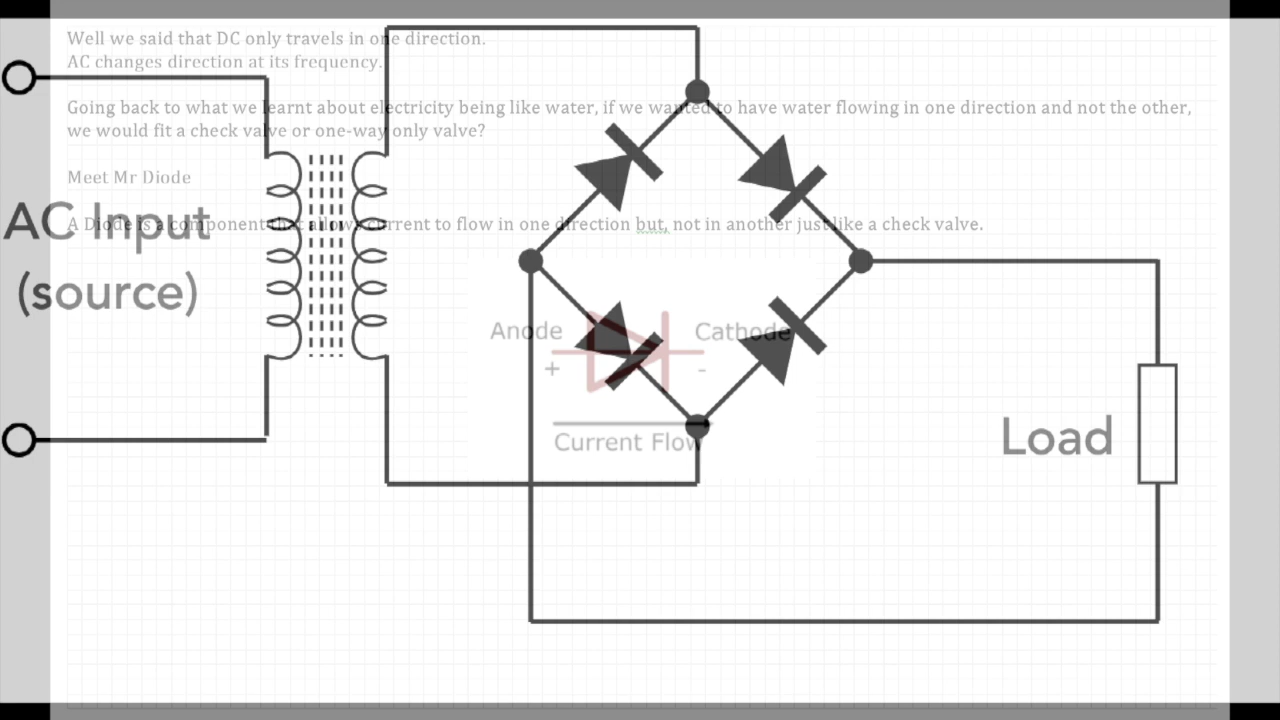 Well we said that DC only travels in one direction.
AC changes direction at its frequency.
Going back to what we learnt about electricity being like water, if we wanted to have water flowing in one direction and not the other,
we would fit a check valve or one-way only valve?
Meet Mr Diode
AC Input
(source)
A Diode is a component that allows current to flow in one direction but, not in another just like a check valve.
Anode
Cathode
+
-
Current Flow
Load